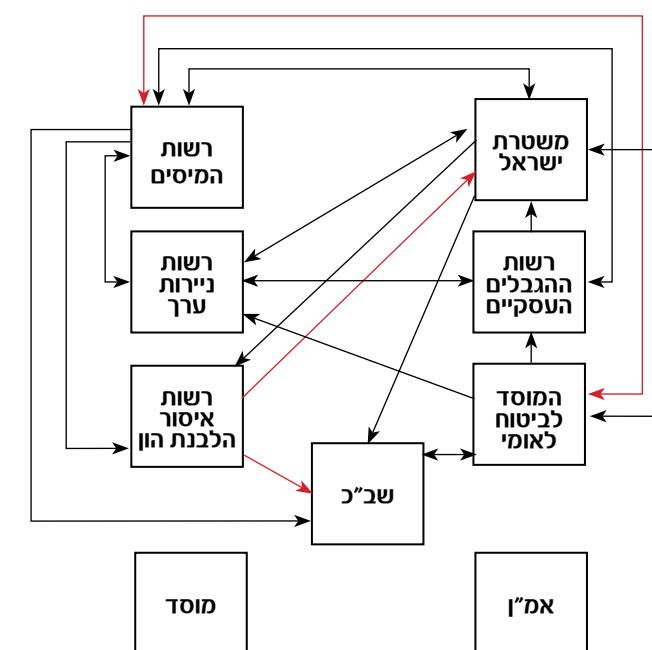 משטרת
ישראל
רשות
המיסים
רשות
ההגבלים
העסקיים
רשות
ניירות
ערך
המוסד
לביטוח
לאומי
רשות
איסור
הלבנת הון
שב״כ
אמ״ן
מוסד